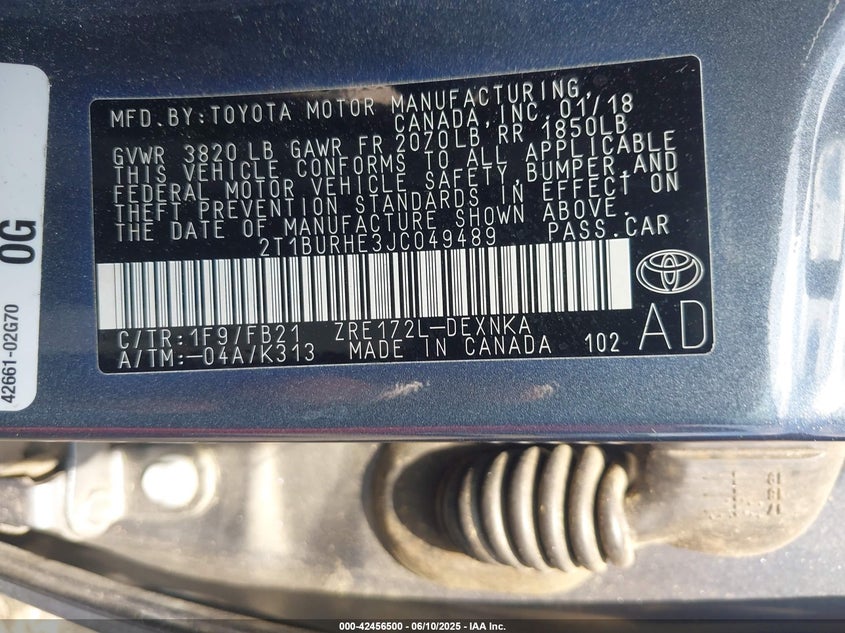 MFD.BY:TOYOTA MOTOR MANUFACTURING,
CANADA,INC.01/18
GVWR 3820 LB GAWR FR 2070LB RR 1850LB
THIS VEHICLE CONFORMS TO ALL APPLICABLE
FEDERAL MOTOR VEHICLE SAFETY,BUMPER,AND
THEFT PREVENTION STANDARDS IN EFFECT ON
THE DATE OF MANUFACTURE SHOWN ABOVE.
2T1BURHE3JC049489 PASS.CAR
C/TR:1F9/FB21 ZRE172L-DEXNKA
A/TM:-04A/K313 MADE IN CANADA 102
AD
42661-02G70
0G
000-42456500 | 06/10/2025 - IAA Inc.